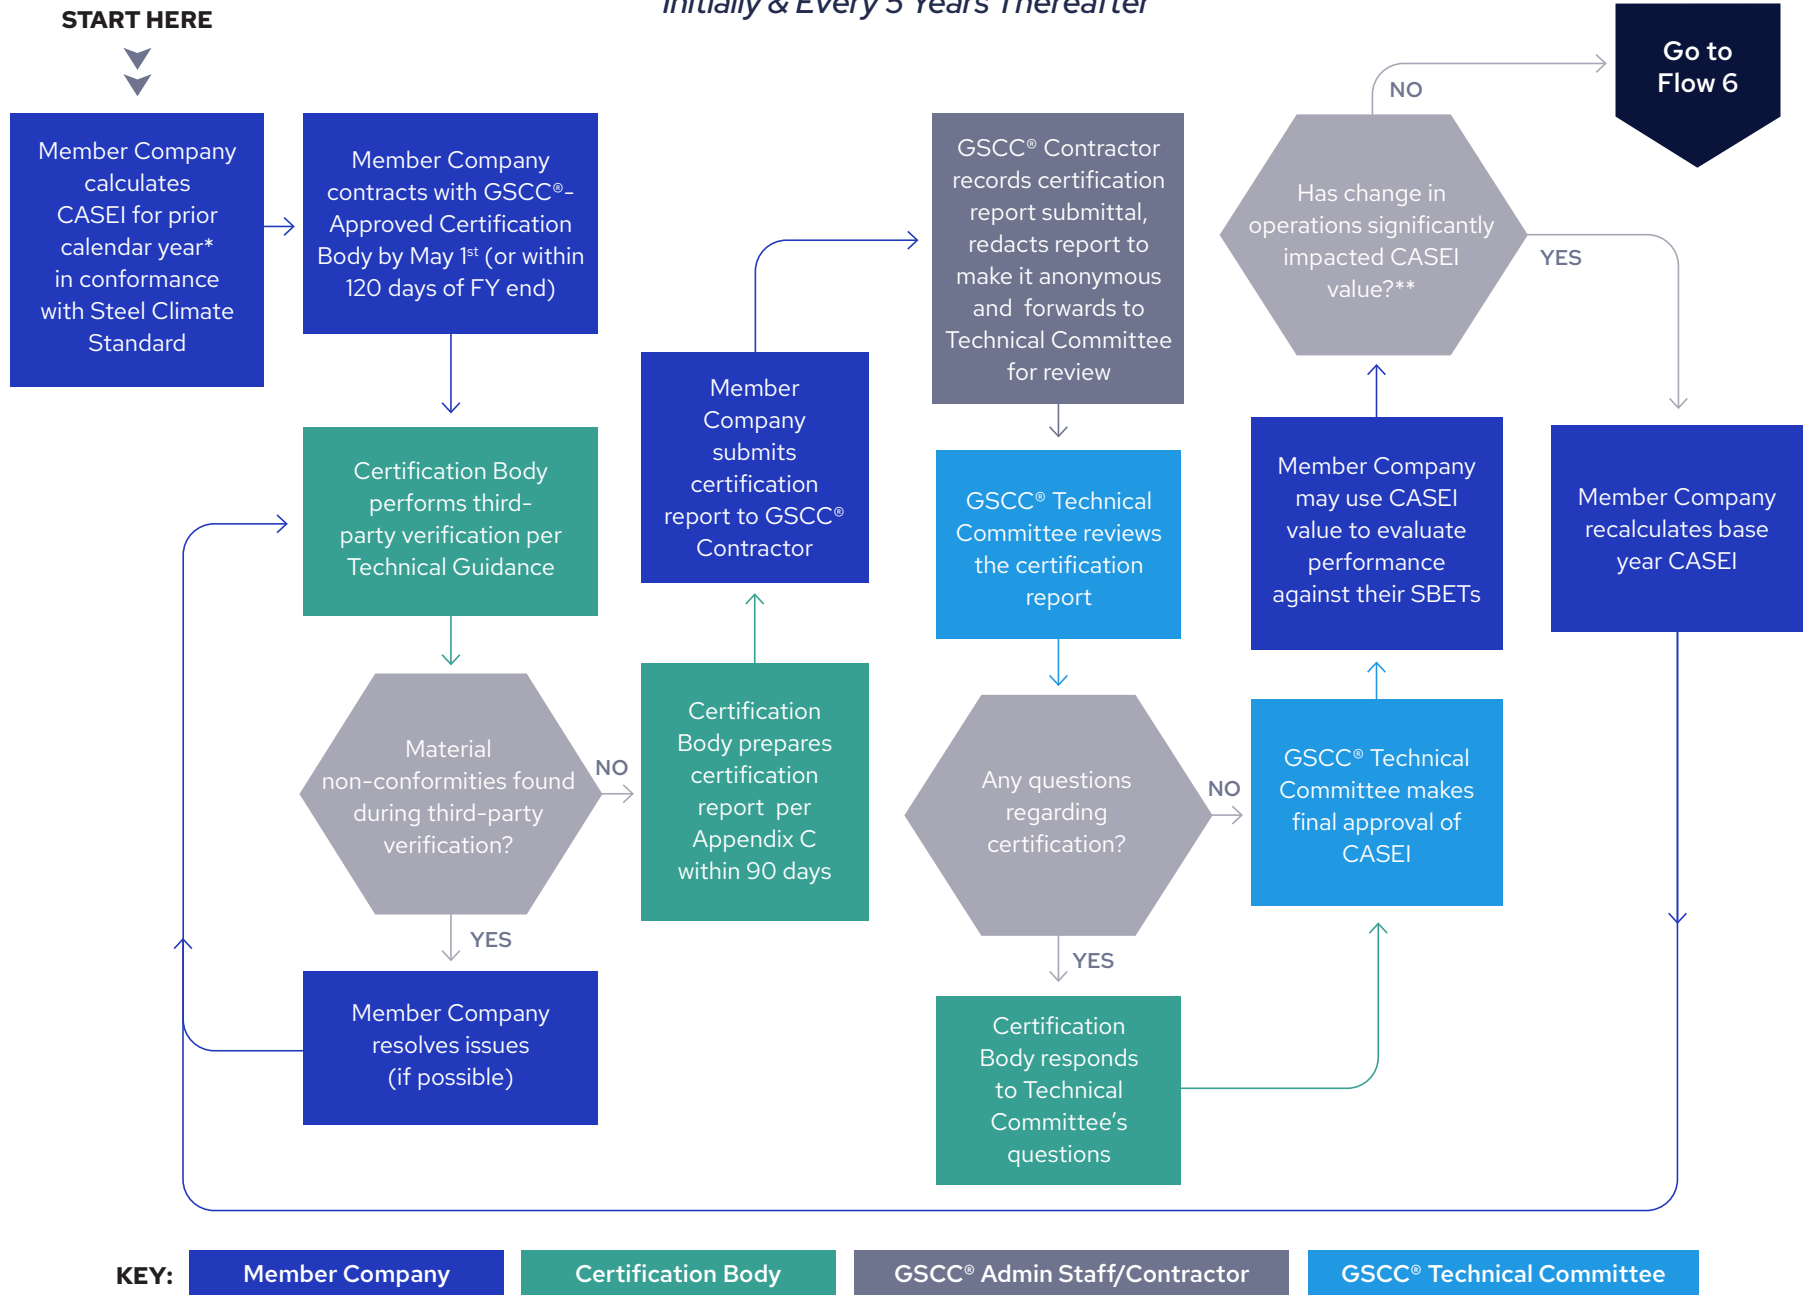 Initially & Every 5 Years Thereafter
START HERE
Member Company
calculates
CASEI for prior
calendar year*
in conformance
with Steel Climate
Standard
Member Company
contracts with GSCC®-
Approved Certification
Body by May 1st (or within
120 days of FY end)
Certification Body
performs third-
party verification per
Technical Guidance
Material
non-conformities found
during third-party
verification?
NO
YES
Member Company
resolves issues
(if possible)
Certification
Body prepares
certification
report per
Appendix C
within 90 days
Member
Company
submits
certification
report to GSCC®
Contractor
GSCC® Contractor
records certification
report submittal,
redacts report to
make it anonymous
and forwards to
Technical Committee
for review
GSCC® Technical
Committee reviews
the certification
report
Any questions
regarding
certification?
NO
YES
Certification
Body responds
to Technical
Committee’s
questions
GSCC® Technical
Committee makes
final approval of
CASEI
Member Company
may use CASEI
value to evaluate
performance
against their SBETs
Has change in
operations significantly
impacted CASEI
value?**
NO
YES
Go to
Flow 6
Member Company
recalculates base
year CASEI
KEY:
Member Company
Certification Body
GSCC® Admin Staff/Contractor
GSCC® Technical Committee